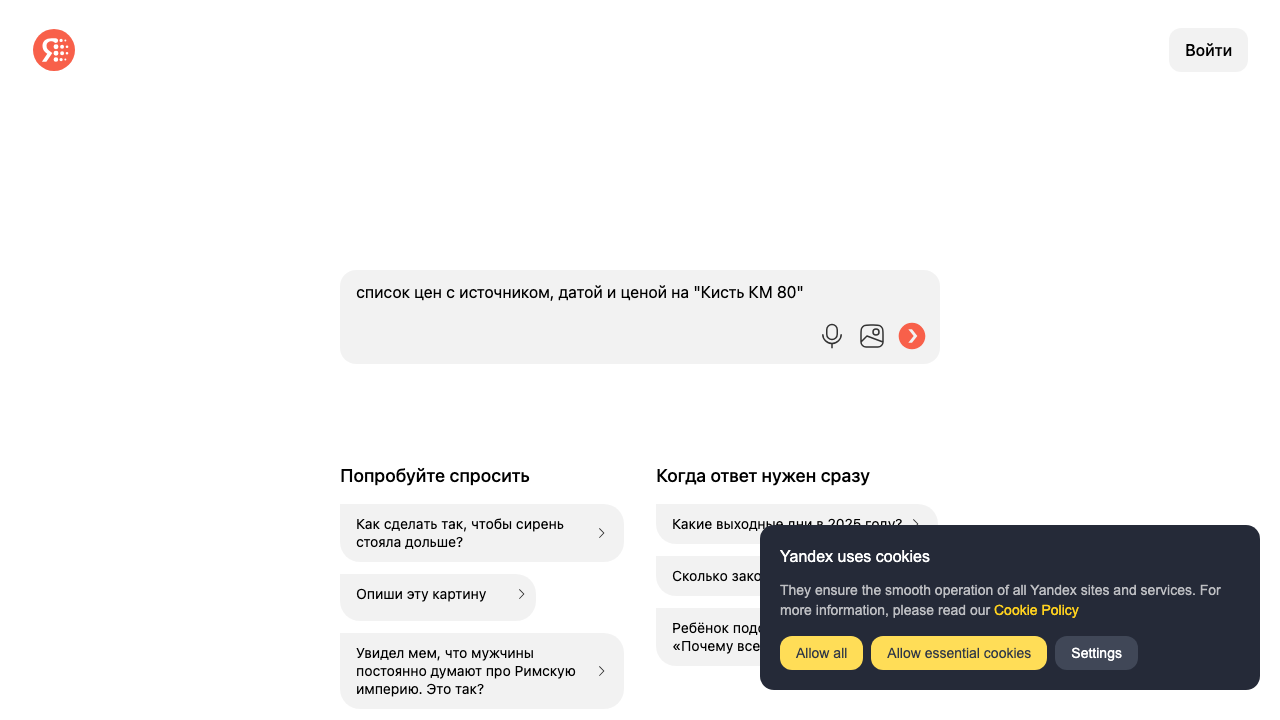 Я
Войти
список цен с источником, датой и ценой на "Кисть КМ 80"
Попробуйте спросить
Как сделать так, чтобы сирень
стояла дольше?
Опиши эту картину
Увидел мем, что мужчины
постоянно думают про Римскую
империю. Это так?
Когда ответ нужен сразу
Какие выходные дни в 2025 году?
Сколько зако
Ребёнок под
«Почему все
Yandex uses cookies
They ensure the smooth operation of all Yandex sites and services. For
more information, please read our Cookie Policy
Allow all
Allow essential cookies
Settings